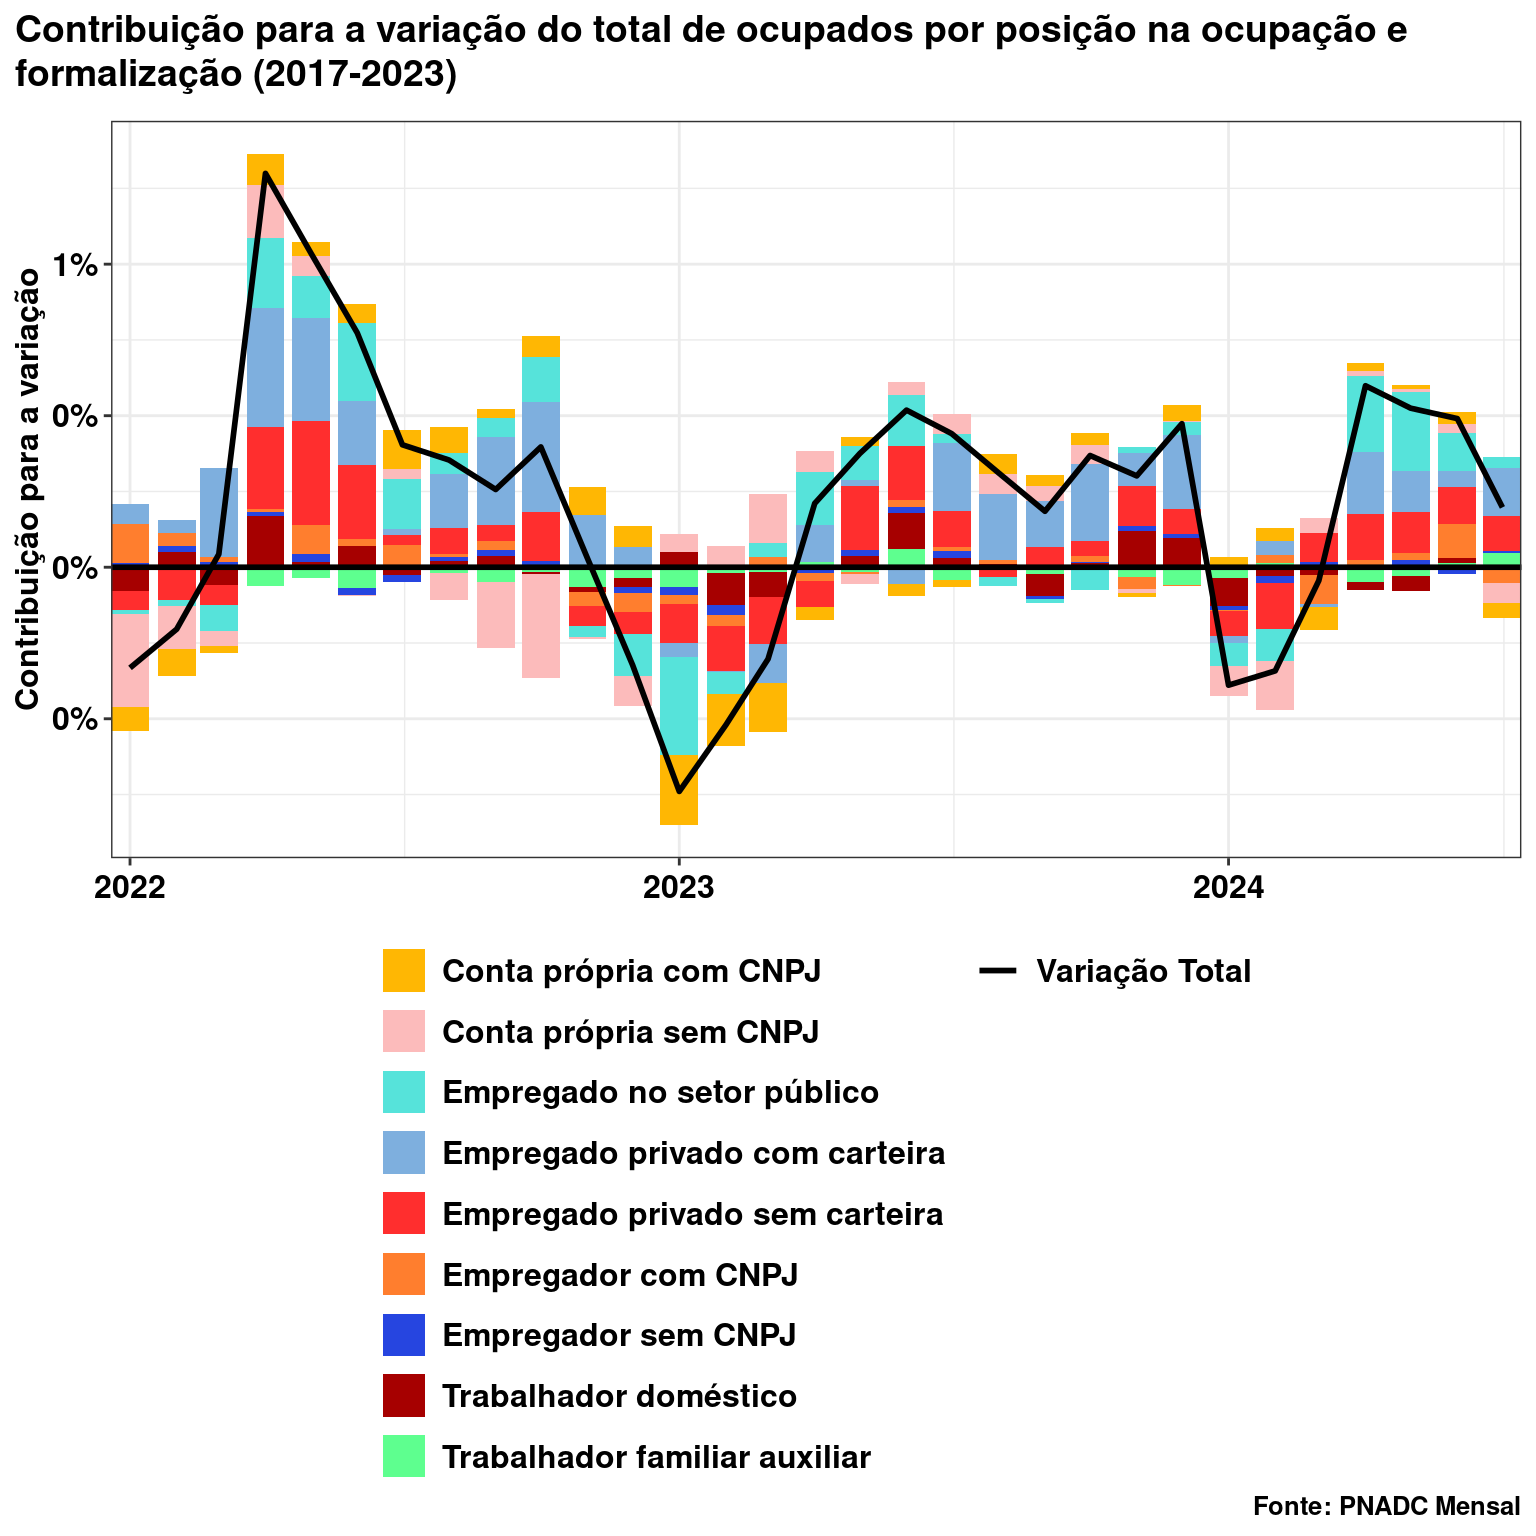 Contribuição para a variação do total de ocupados por posição na ocupação e
formalização (2017-2023)
Contribuição para a variação
1%
0%
0%
0%
2022
2023
2024
Conta própria com CNPJ
Conta própria sem CNPJ
Empregado no setor público
Empregado privado com carteira
Empregado privado sem carteira
Empregador com CNPJ
Empregador sem CNPJ
Trabalhador doméstico
Trabalhador familiar auxiliar
Variação Total
Fonte: PNADC Mensal